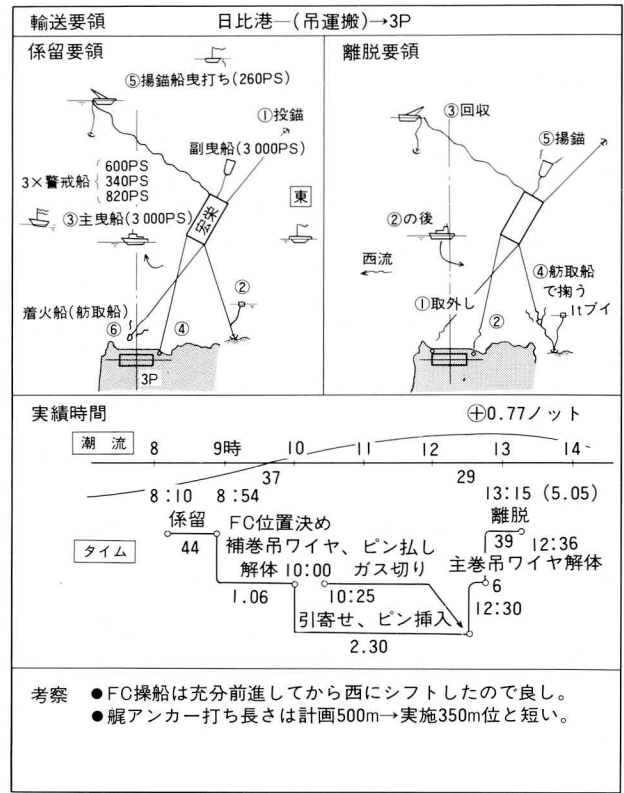 輸送要領 日比港―(吊運搬)→3P
係留要領
⑤揚錨船曳打ち(260PS)
①投錨
副曳船(3 000PS)
3×警戒船
600PS
340PS
820PS
③主曳船(3 000PS)
宏栄
東
②
着火船(舫取船)
⑥
④
3P
離脱要領
③回収
⑤揚錨
②の後
西流
④舫取船
で掬う
1tブイ
①取外し
②
実績時間
⊕0.77ノット
潮 流 8 9時 10 11 12 13 14
37 29
8:10 8:54 13:15 (5.05)
係留 FC位置決め 離脱
タイム 44 補巻吊ワイヤ、ピン払し 39 12:36
解体 10:00 ガス切り 主巻吊ワイヤ解体
1.06 10:25 6
引寄せ、ピン挿入 12:30
2.30
考察 ●FC操船は充分前進してから西にシフトしたので良し。
●艉アンカー打ち長さは計画500m→実施350m位と短い。